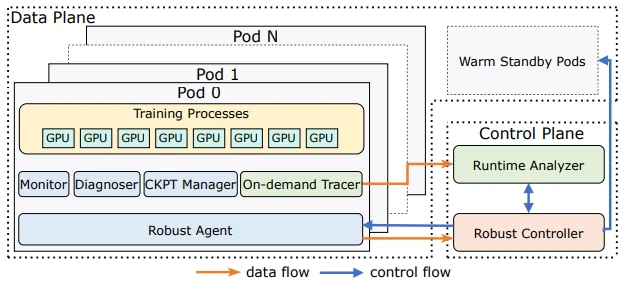 Data Plane
Pod N
Pod 1
Pod 0
Training Processes
GPU GPU GPU GPU GPU GPU GPU GPU
Monitor
Diagnoser
CKPT Manager
On-demand Tracer
Robust Agent
Warm Standby Pods
Control Plane
Runtime Analyzer
Robust Controller
data flow
control flow